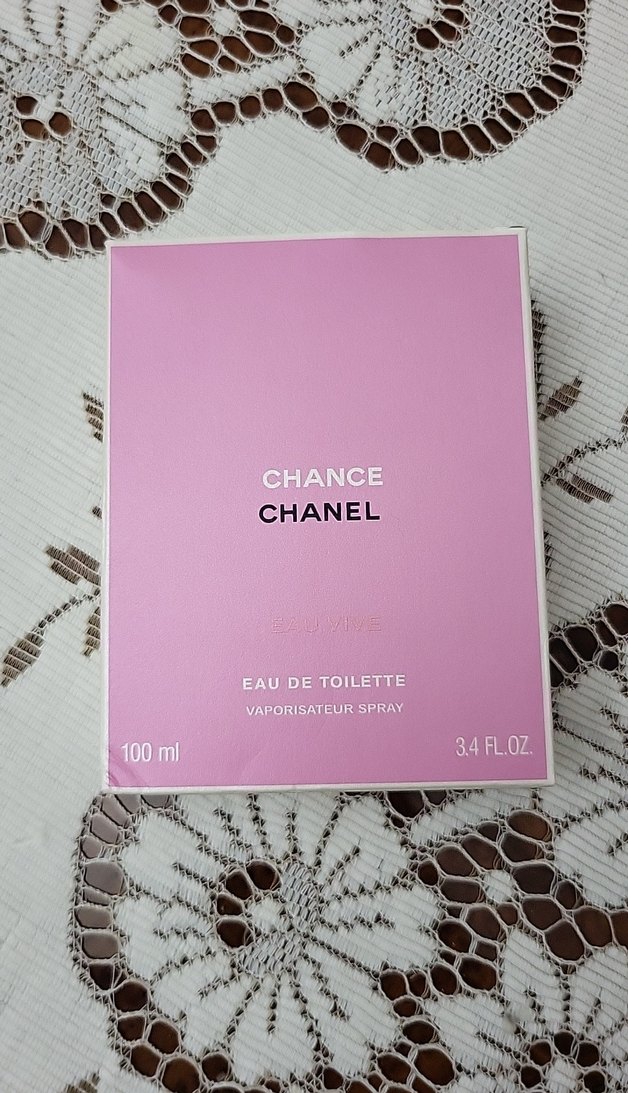 CHANCE
CHANEL
EAU VIVE
EAU DE TOILETTE
VAPORISATEUR SPRAY
100 ml
3.4 FL.OZ.